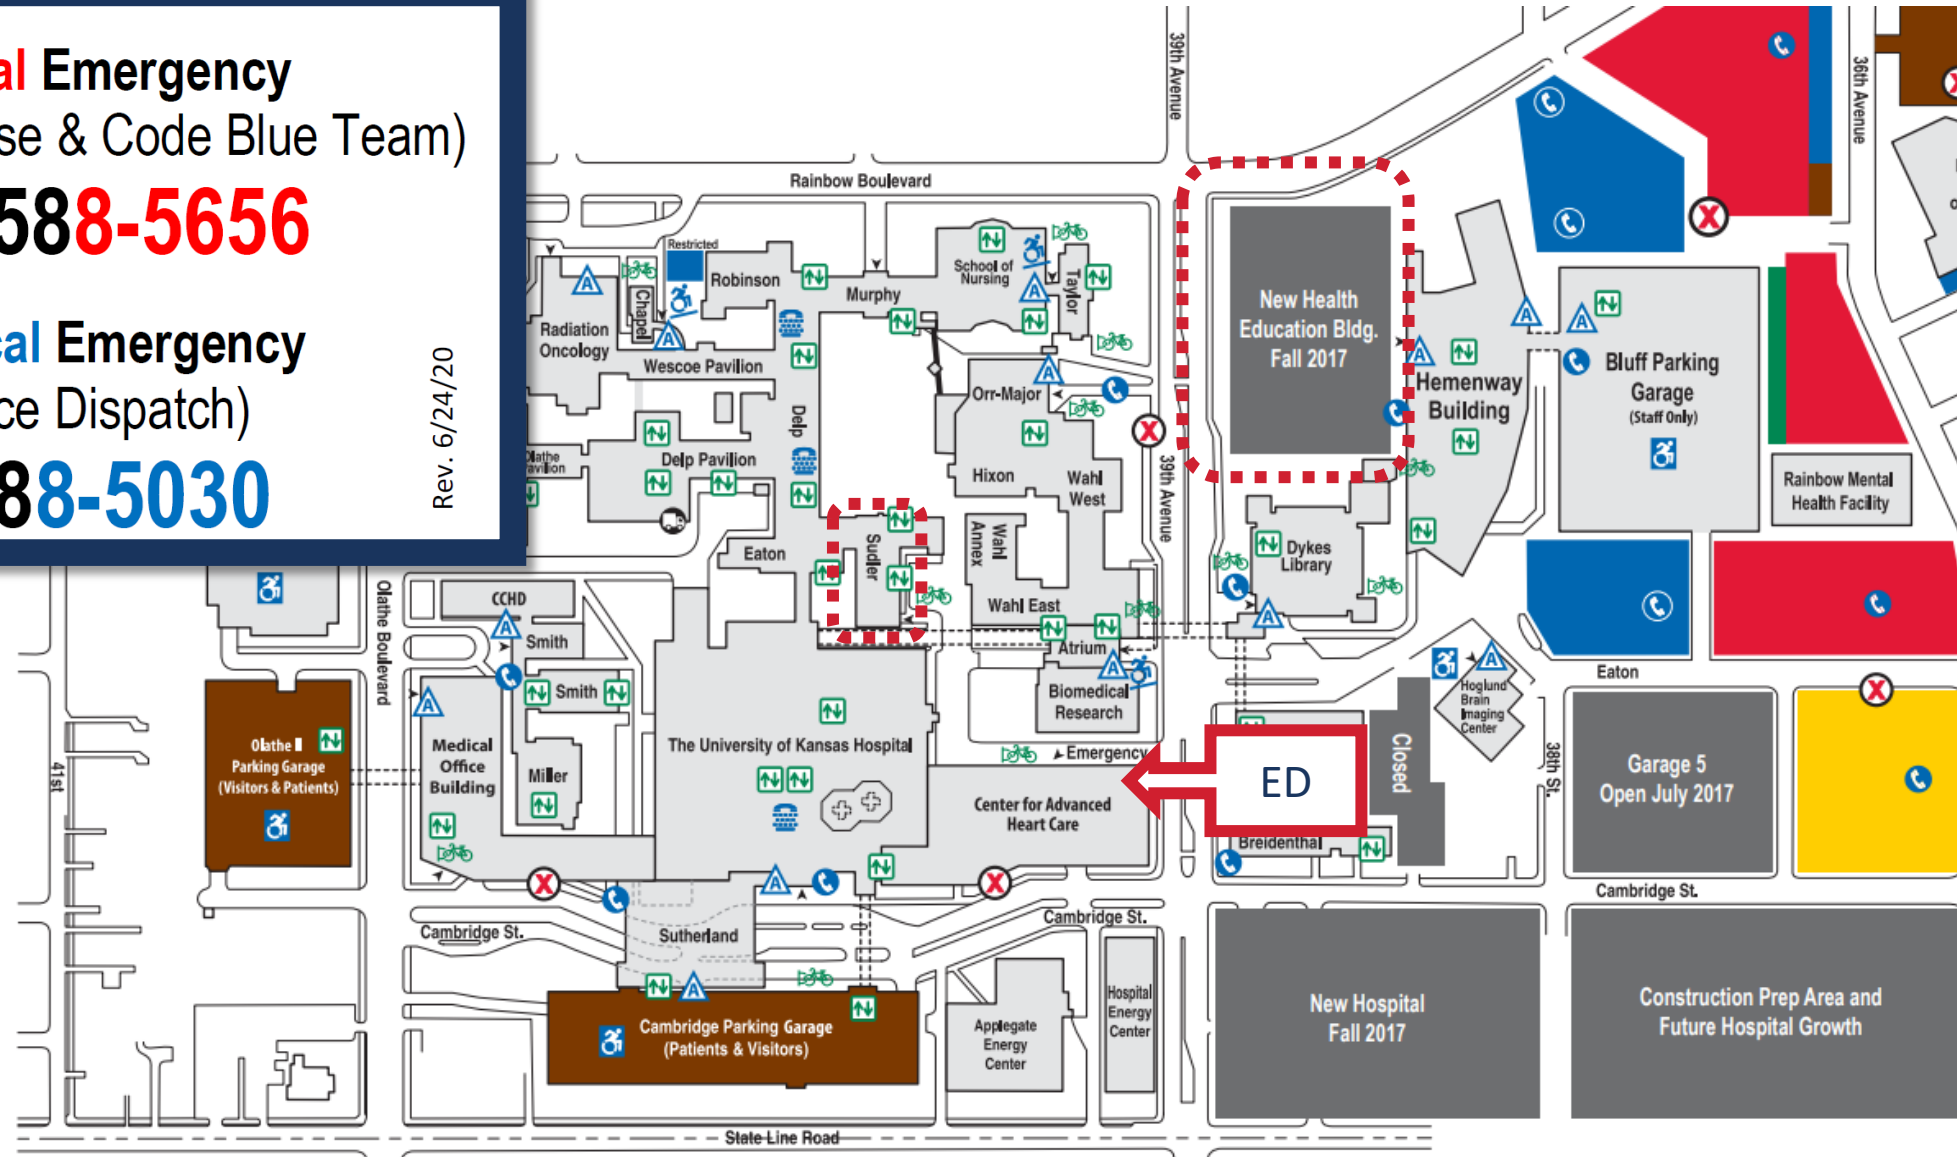 al Emergency
se & Code Blue Team)
588-5656
cal Emergency
ce Dispatch)
88-5030
Rev. 6/24/20
39th Avenue
36th Avenue
Rainbow Boulevard
Restricted
Robinson
Chapel
Radiation
Oncology
Wescoe Pavilion
Murphy
School of
Nursing
Taylor
Delp
Orr-Major
Hixon
Wahl
West
Delp Pavilion
Eaton
Sudler
Wahl
Annex
Wahl East
Atrium
Biomedical
Research
39th Avenue
New Health
Education Bldg.
Fall 2017
Hemenway
Building
Bluff Parking
Garage
(Staff Only)
Rainbow Mental
Health Facility
Dykes
Library
Eaton
Hoglund
Brain
Imaging
Center
38th St.
Closed
Garage 5
Open July 2017
Cambridge St.
Breidenthal
ED
Emergency
Center for Advanced
Heart Care
The University of Kansas Hospital
CCHD
Smith
Smith
Miller
Medical
Office
Building
Olathe Boulevard
Olathe II
Parking Garage
(Visitors & Patients)
41st
Cambridge St.
Sutherland
Cambridge St.
Cambridge Parking Garage
(Patients & Visitors)
Applegate
Energy
Center
Hospital
Energy
Center
New Hospital
Fall 2017
Construction Prep Area and
Future Hospital Growth
State Line Road